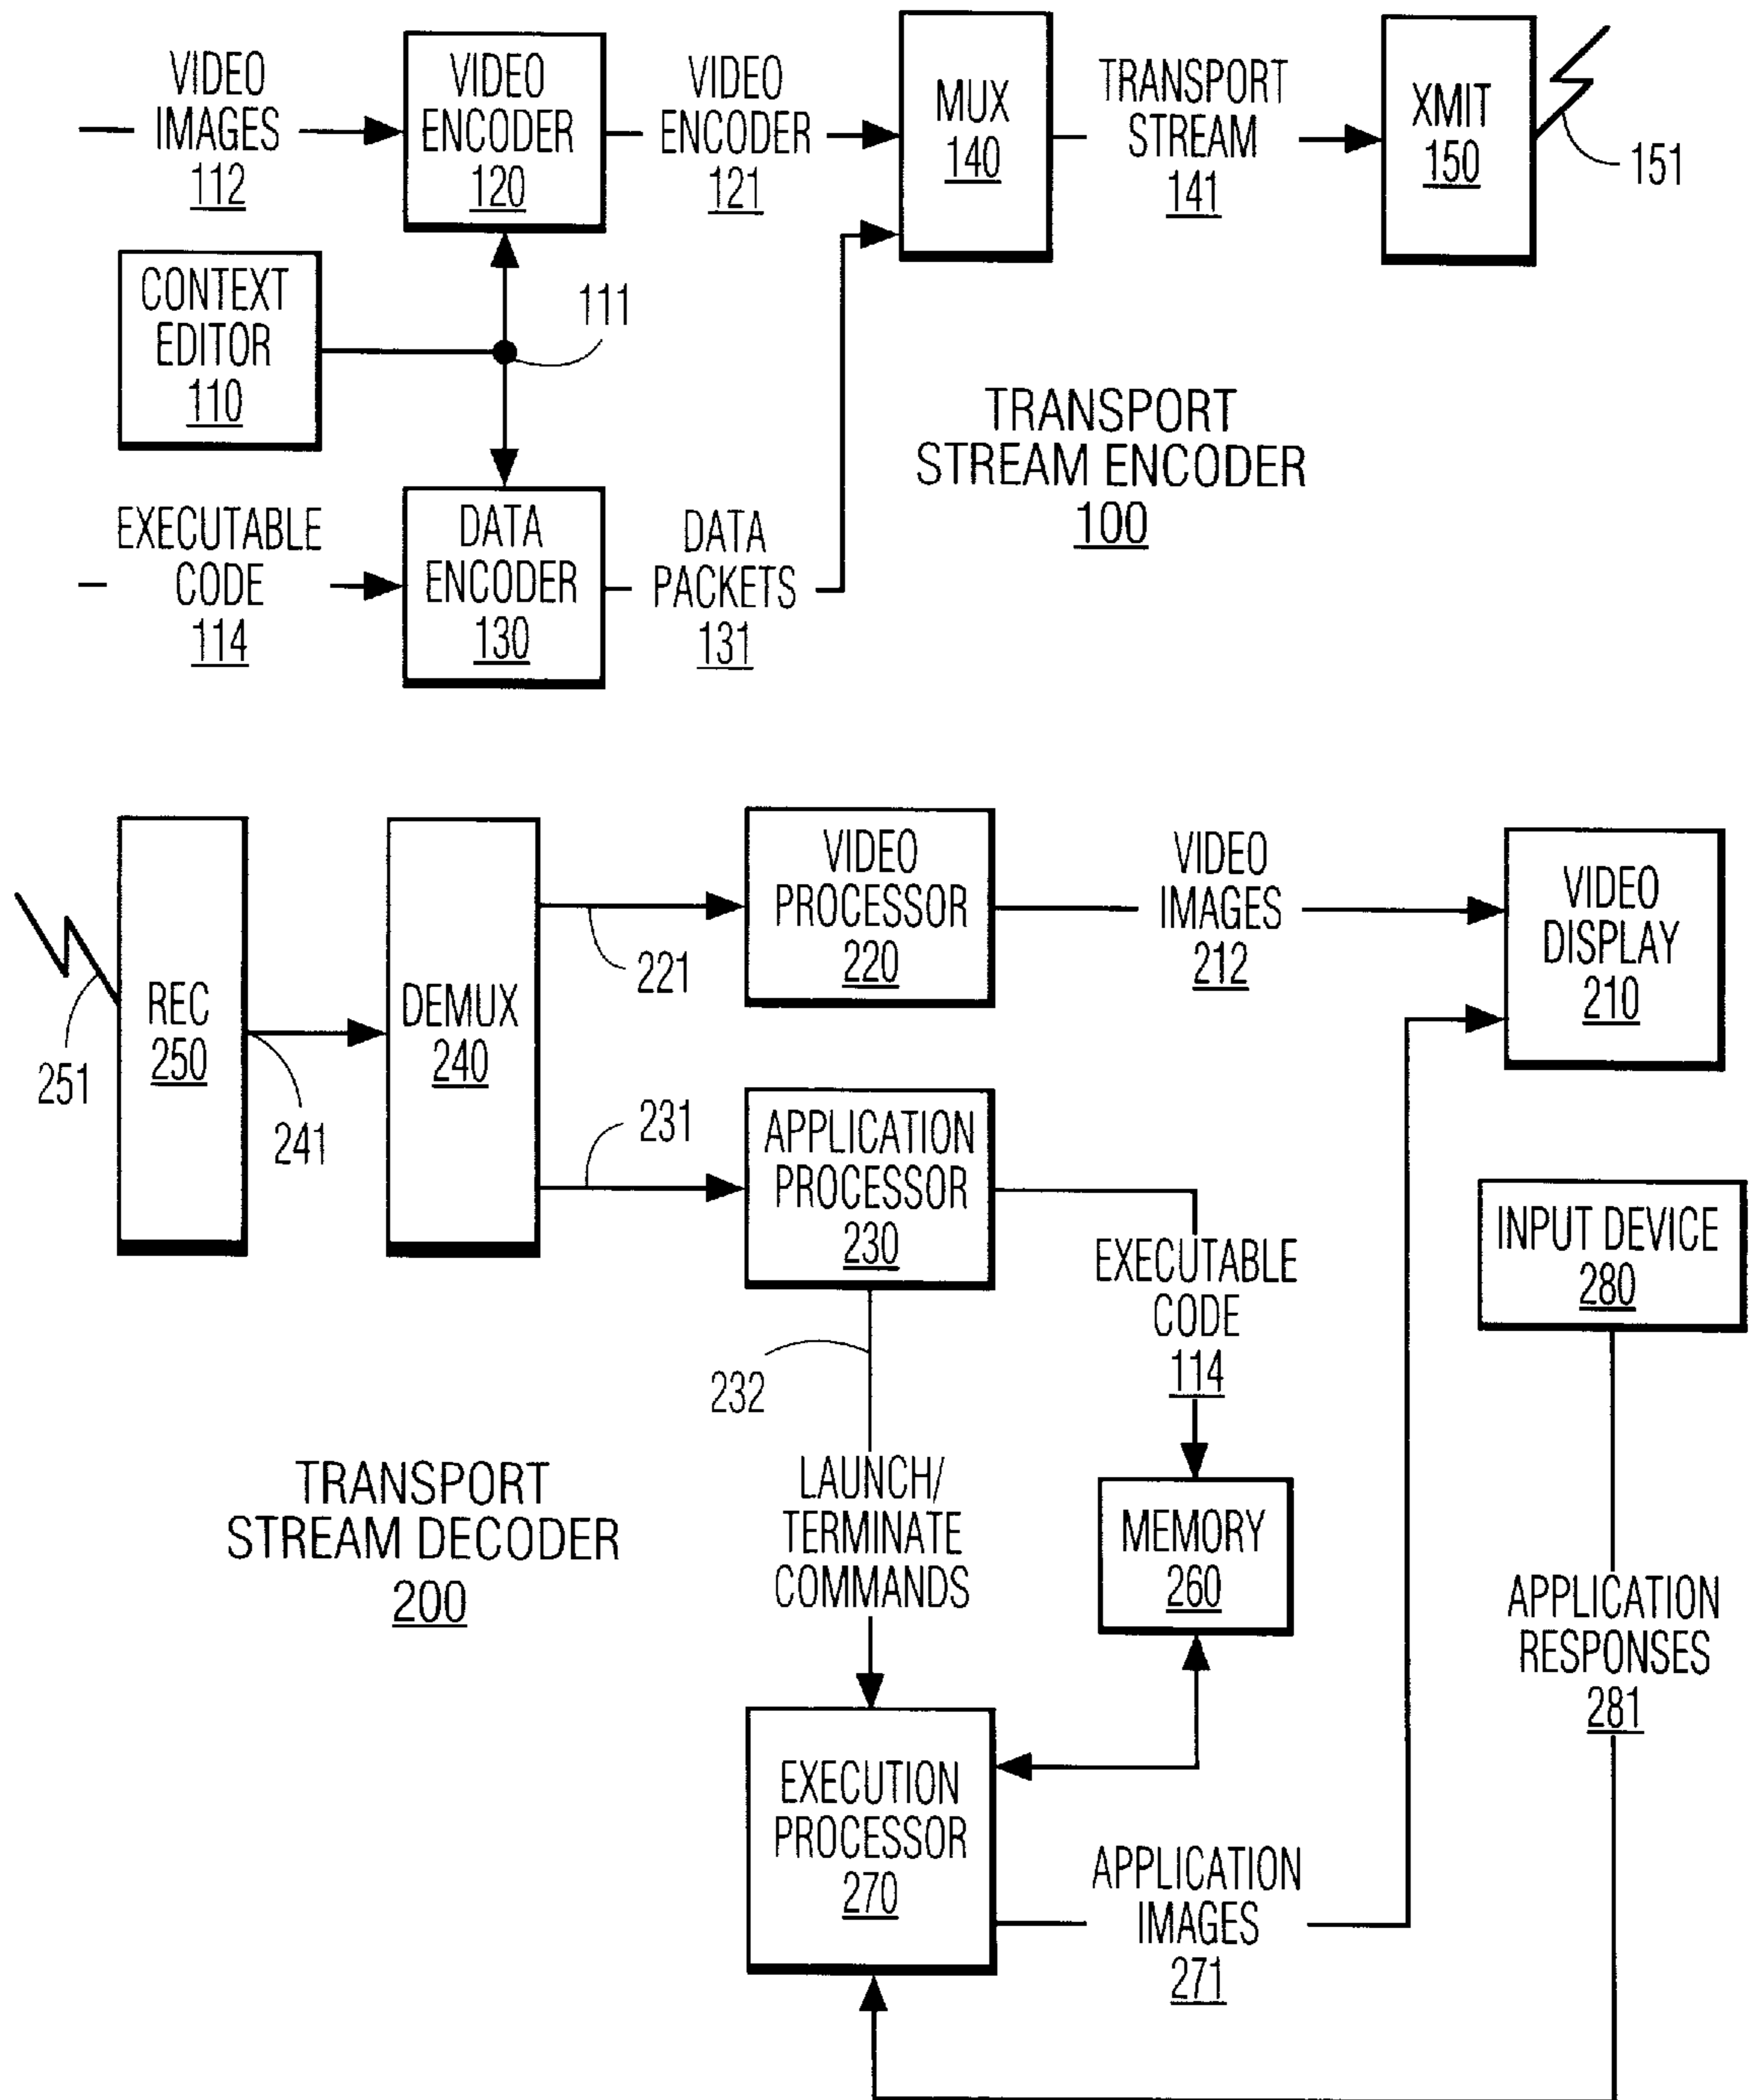 VIDEO
IMAGES
112
VIDEO
ENCODER
120
VIDEO
ENCODER
121
MUX
140
TRANSPORT
STREAM
141
XMIT
150
151
CONTEXT
EDITOR
110
111
TRANSPORT
STREAM ENCODER
100
EXECUTABLE
CODE
114
DATA
ENCODER
130
DATA
PACKETS
131
251
REC
250
241
DEMUX
240
221
VIDEO
PROCESSOR
220
VIDEO
IMAGES
212
VIDEO
DISPLAY
210
231
APPLICATION
PROCESSOR
230
EXECUTABLE
CODE
114
INPUT DEVICE
280
232
TRANSPORT
STREAM DECODER
200
LAUNCH/
TERMINATE
COMMANDS
MEMORY
260
APPLICATION
RESPONSES
281
EXECUTION
PROCESSOR
270
APPLICATION
IMAGES
271